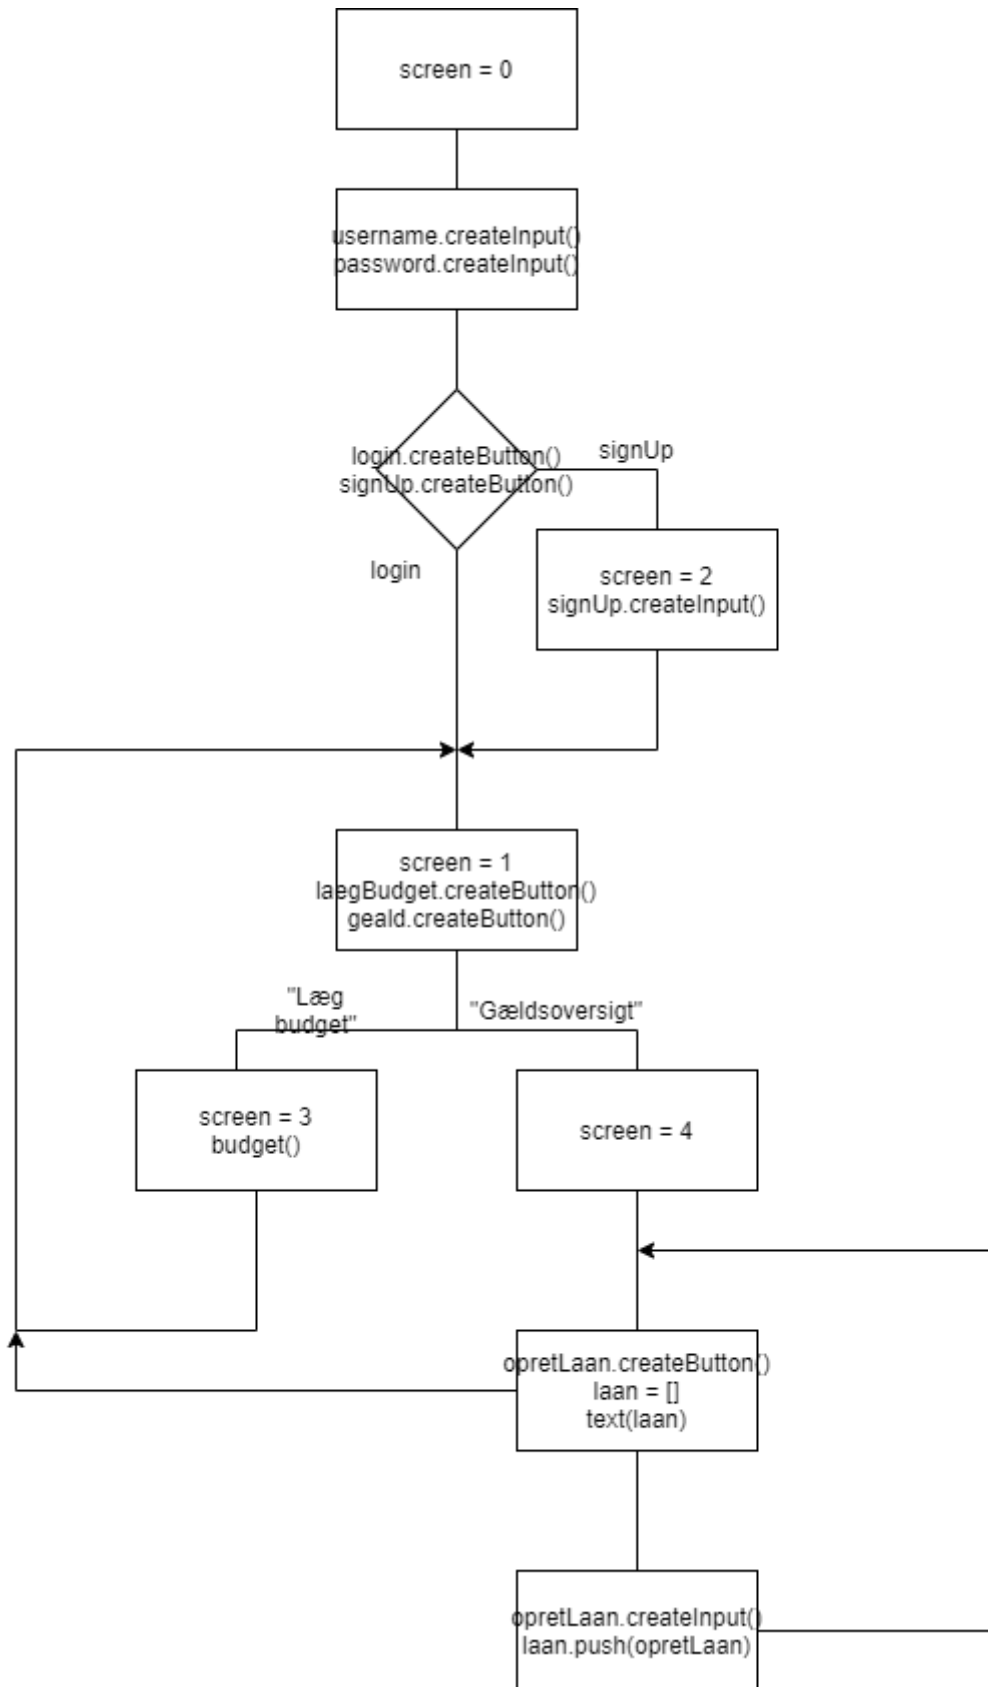 screen = 0
username.createInput()
password.createInput()
login.createButton()
signUp.createButton()
signUp
login
screen = 2
signUp.createInput()
screen = 1
laegBudget.createButton()
geald.createButton()
"Læg
budget"
"Gældsoversigt"
screen = 3
budget()
screen = 4
opretLaan.createButton()
laan = []
text(laan)
opretLaan.createInput()
laan.push(opretLaan)